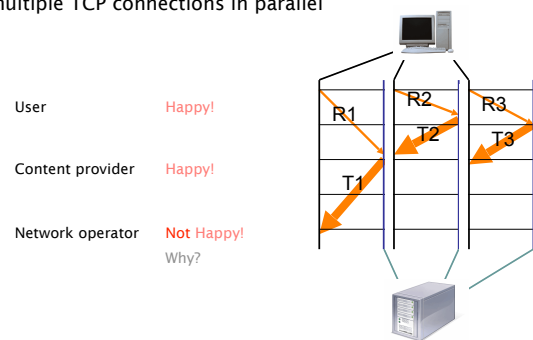 multiple TCP connections in parallel
User Happy!
Content provider Happy!
Network operator Not Happy!
Why?
R1
R2
R3
T1
T2
T3